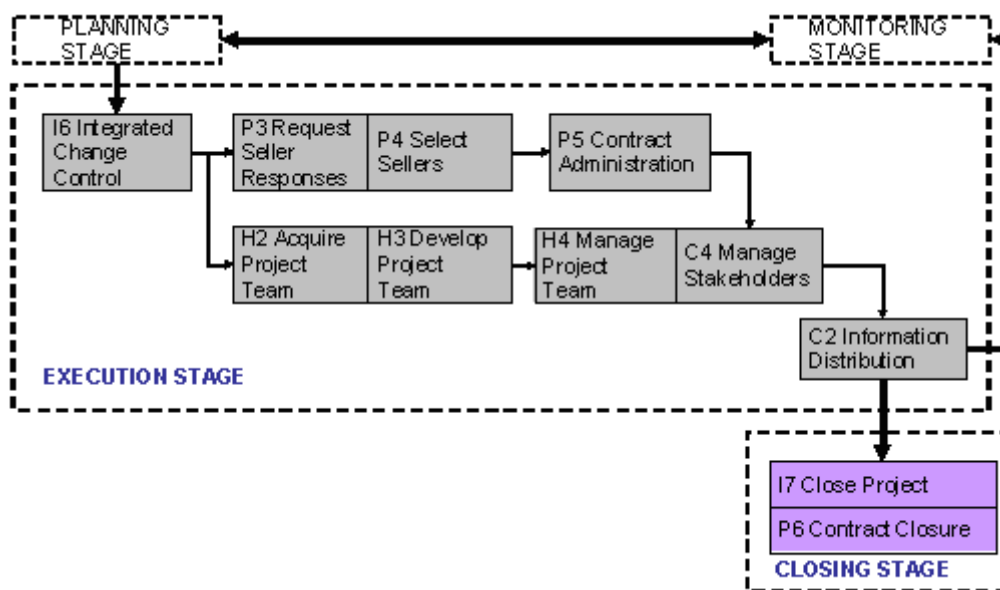 PLANNING
STAGE
MONITORING
STAGE
I6 Integrated
Change
Control
P3 Request
Seller
Responses
P4 Select
Sellers
P5 Contract
Administration
H2 Acquire
Project
Team
H3 Develop
Project
Team
H4 Manage
Project
Team
C4 Manage
Stakeholders
C2 Information
Distribution
EXECUTION STAGE
I7 Close Project
P6 Contract Closure
CLOSING STAGE